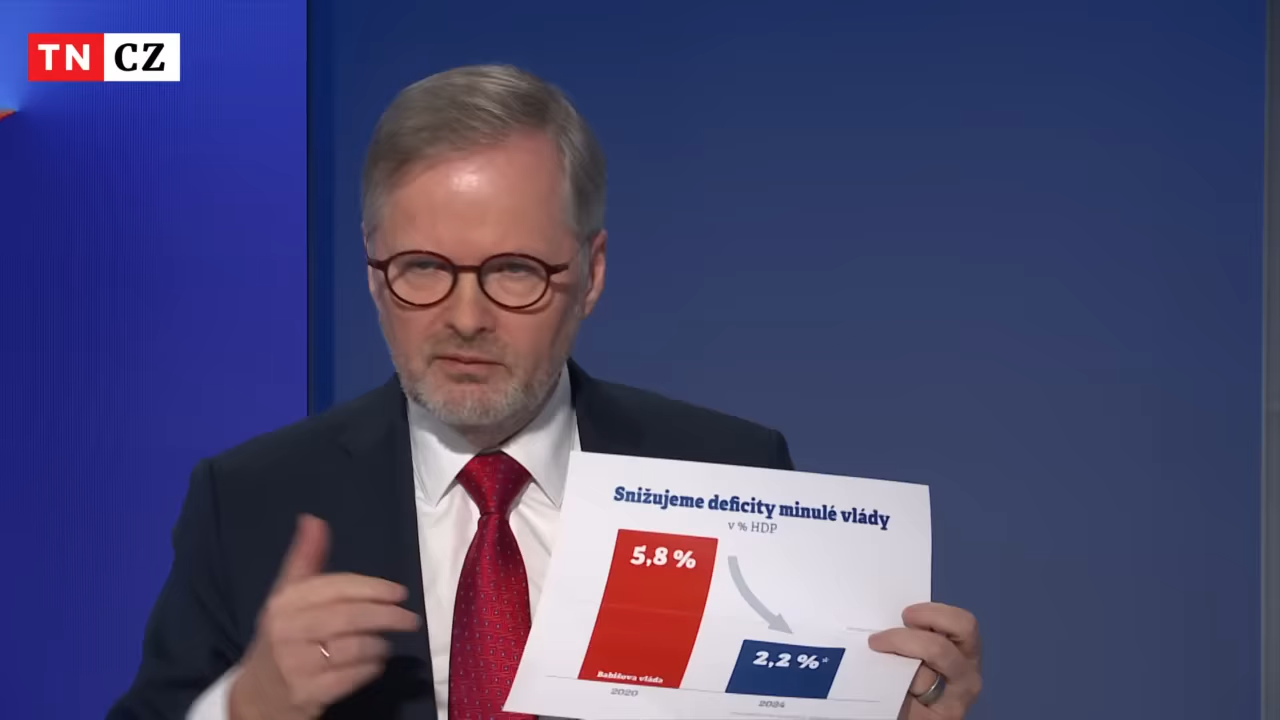 TN CZ
Snižujeme deficity minulé vlády
v % HDP
5,8 %
2,2 %*
Babišova vláda
2020
2024